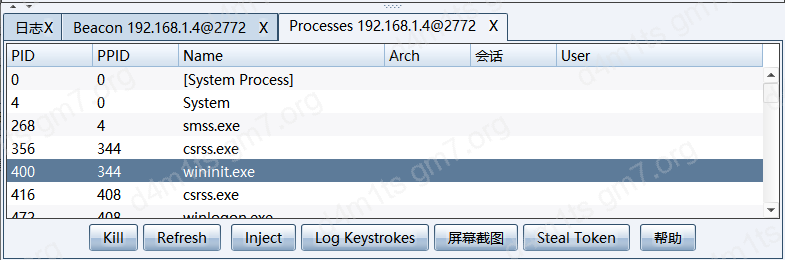 日志X Beacon 192.168.1.4@2772 X Processes 192.168.1.4@2772 X
PID PPID Name Arch 会话 User
0 0 [System Process]
4 0 System
268 4 smss.exe
356 344 csrss.exe
400 344 wininit.exe
416 408 csrss.exe
472 408 winlogon.exe
Kill Refresh Inject Log Keystrokes 屏幕截图 Steal Token 帮助
d4m1ts gm7.org